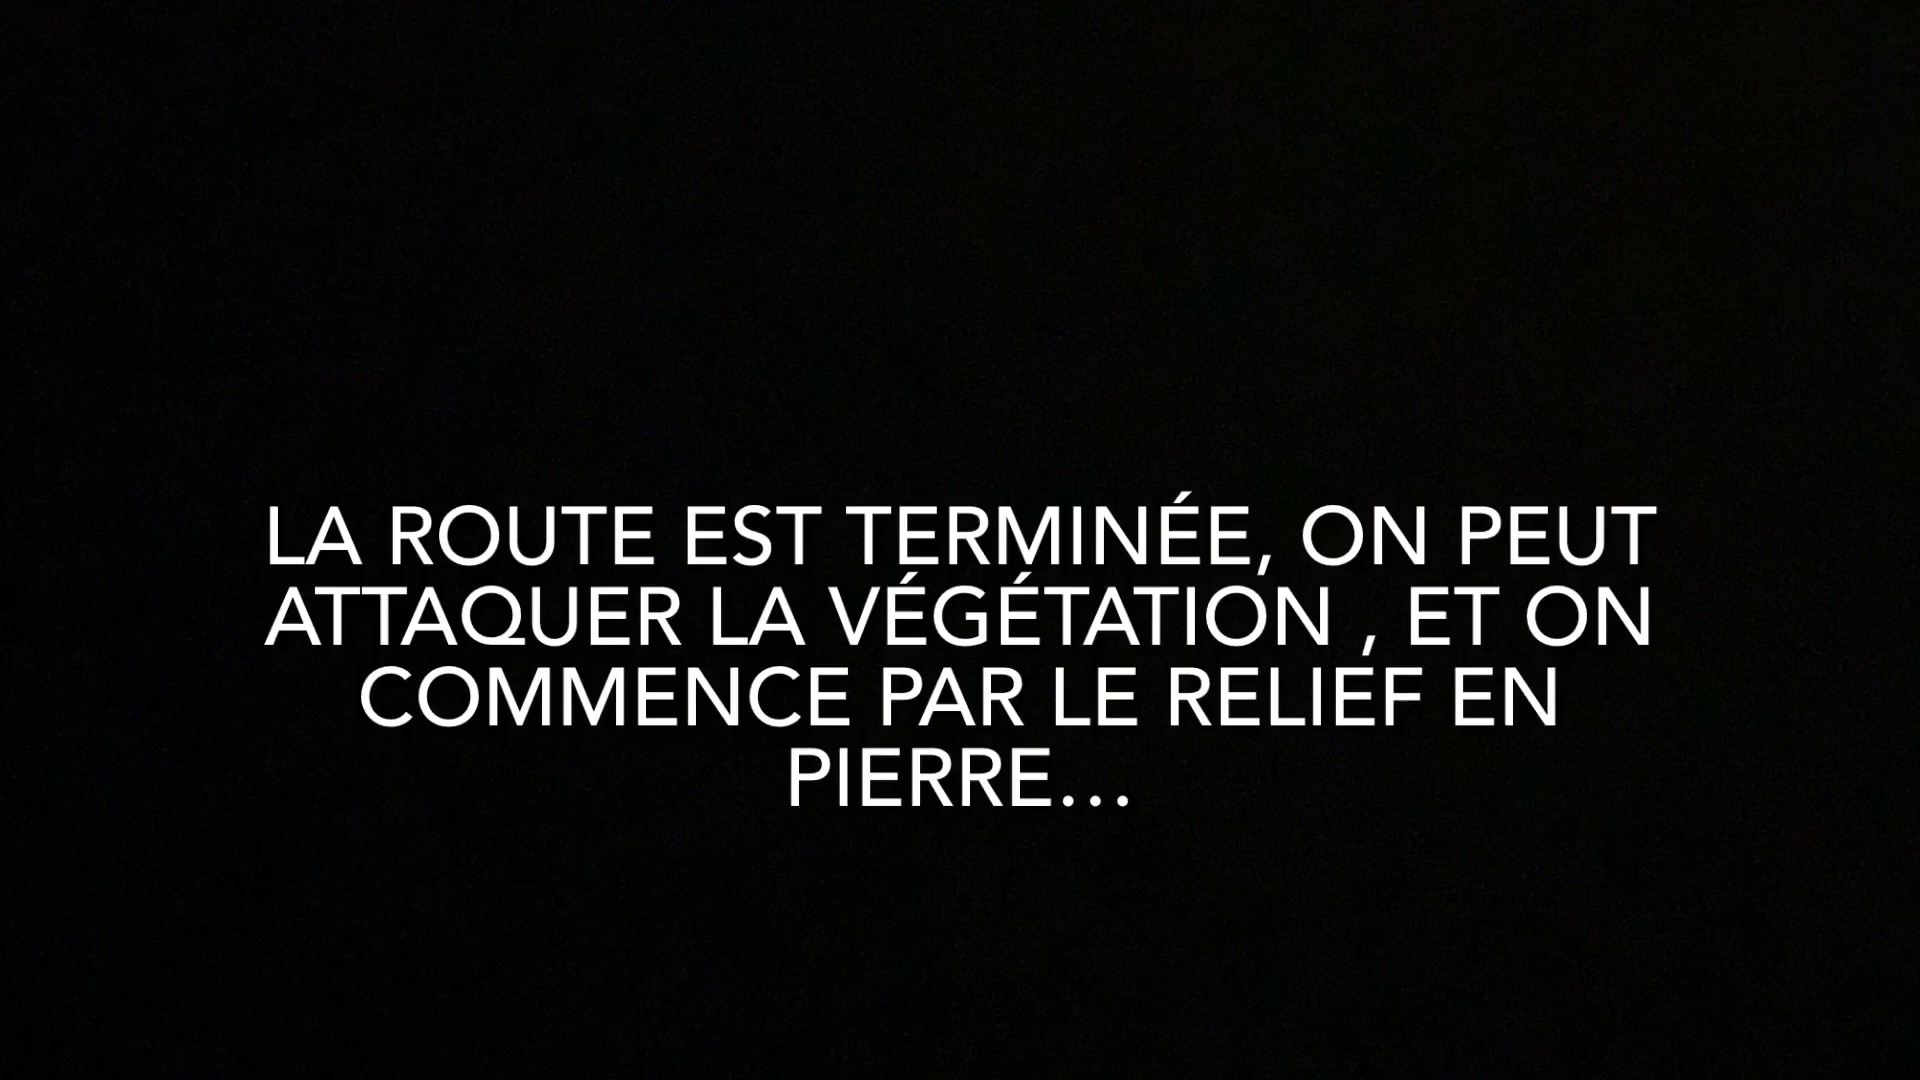 LA ROUTE EST TERMINÉE, ON PEUT
ATTAQUER LA VÉGÉTATION , ET ON
COMMENCE PAR LE RELIEF EN
PIERRE…